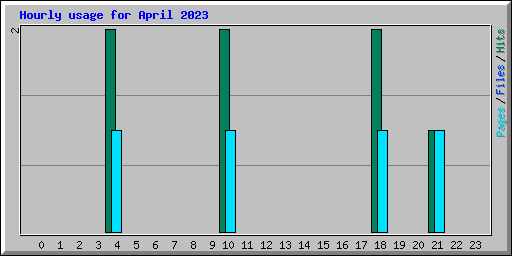 Hourly usage for April 2023
2
Pages/Files/Hits
0 1 2 3 4 5 6 7 8 9 10 11 12 13 14 15 16 17 18 19 20 21 22 23